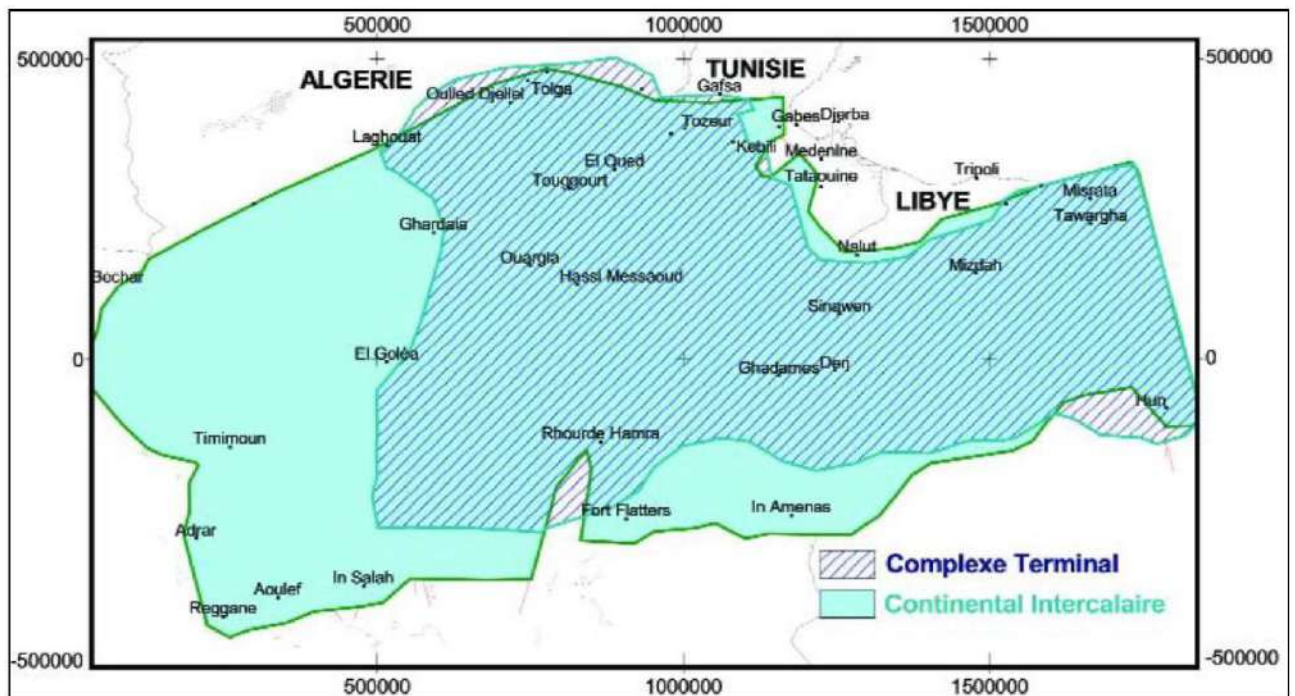 500000 1000000 1500000
500000 500000
ALGERIE TUNISIE
Gafsa
Oulled Djellel Tolga
Tozeur Gabes Djerba
Laghouat
Kebili Medenine
El Oued Tripoli
Touggourt Tataouine
LIBYE Misrata
Ghardaia Tawargha
Nalut
Ouargla Mizdah
Bechar Hassi Messaoud
Sinawen
0 El Goléa 0
Ghadames Derj
Hun
Timimoun Rhourde Hamra
Fort Flatters In Amenas
Adrar
Complexe Terminal
In Salah
Aoulef Continental Intercalaire
Reggane
-500000 -500000
500000 1000000 1500000